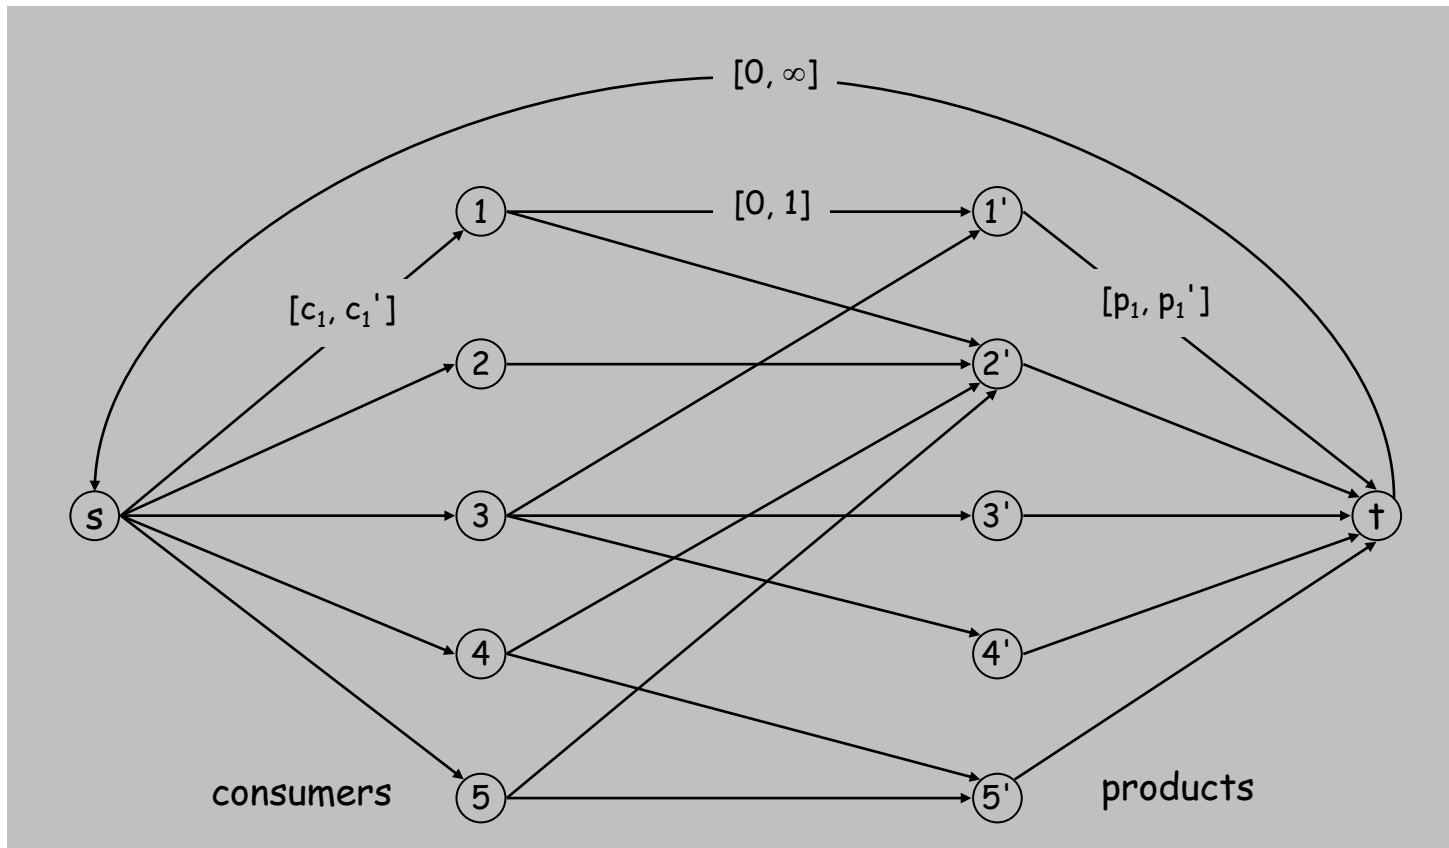 [0, ∞]
1 [0, 1] 1'
[c₁, c₁'] [p₁, p₁']
2 2'
s 3 3' t
4 4'
consumers 5 5' products